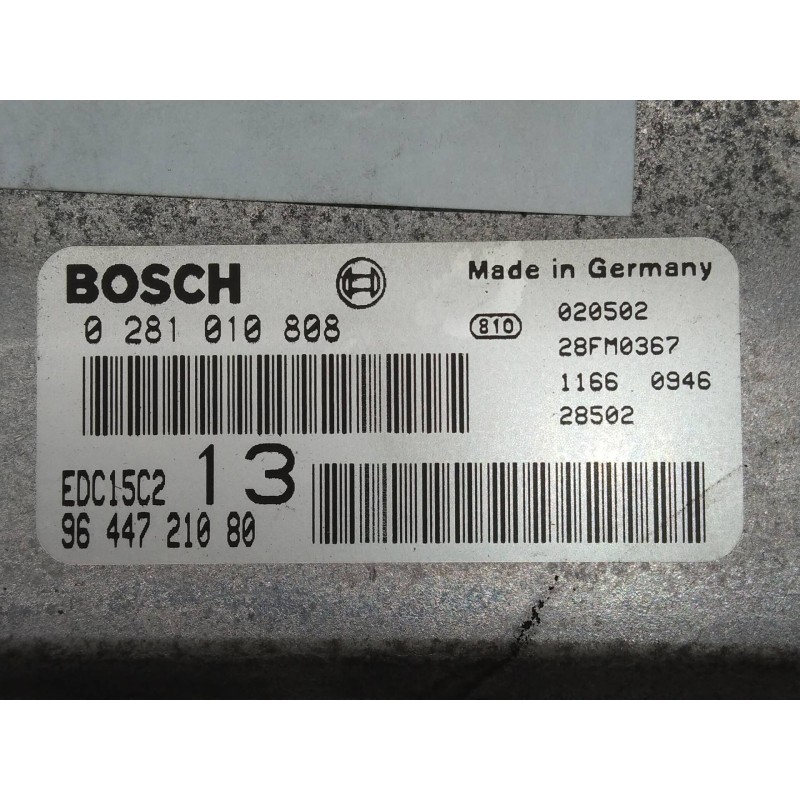 BOSCH
Made in Germany
0 281 010 808
810
020502
28FM0367
1166 0946
28502
EDC15C2 13
96 447 210 80